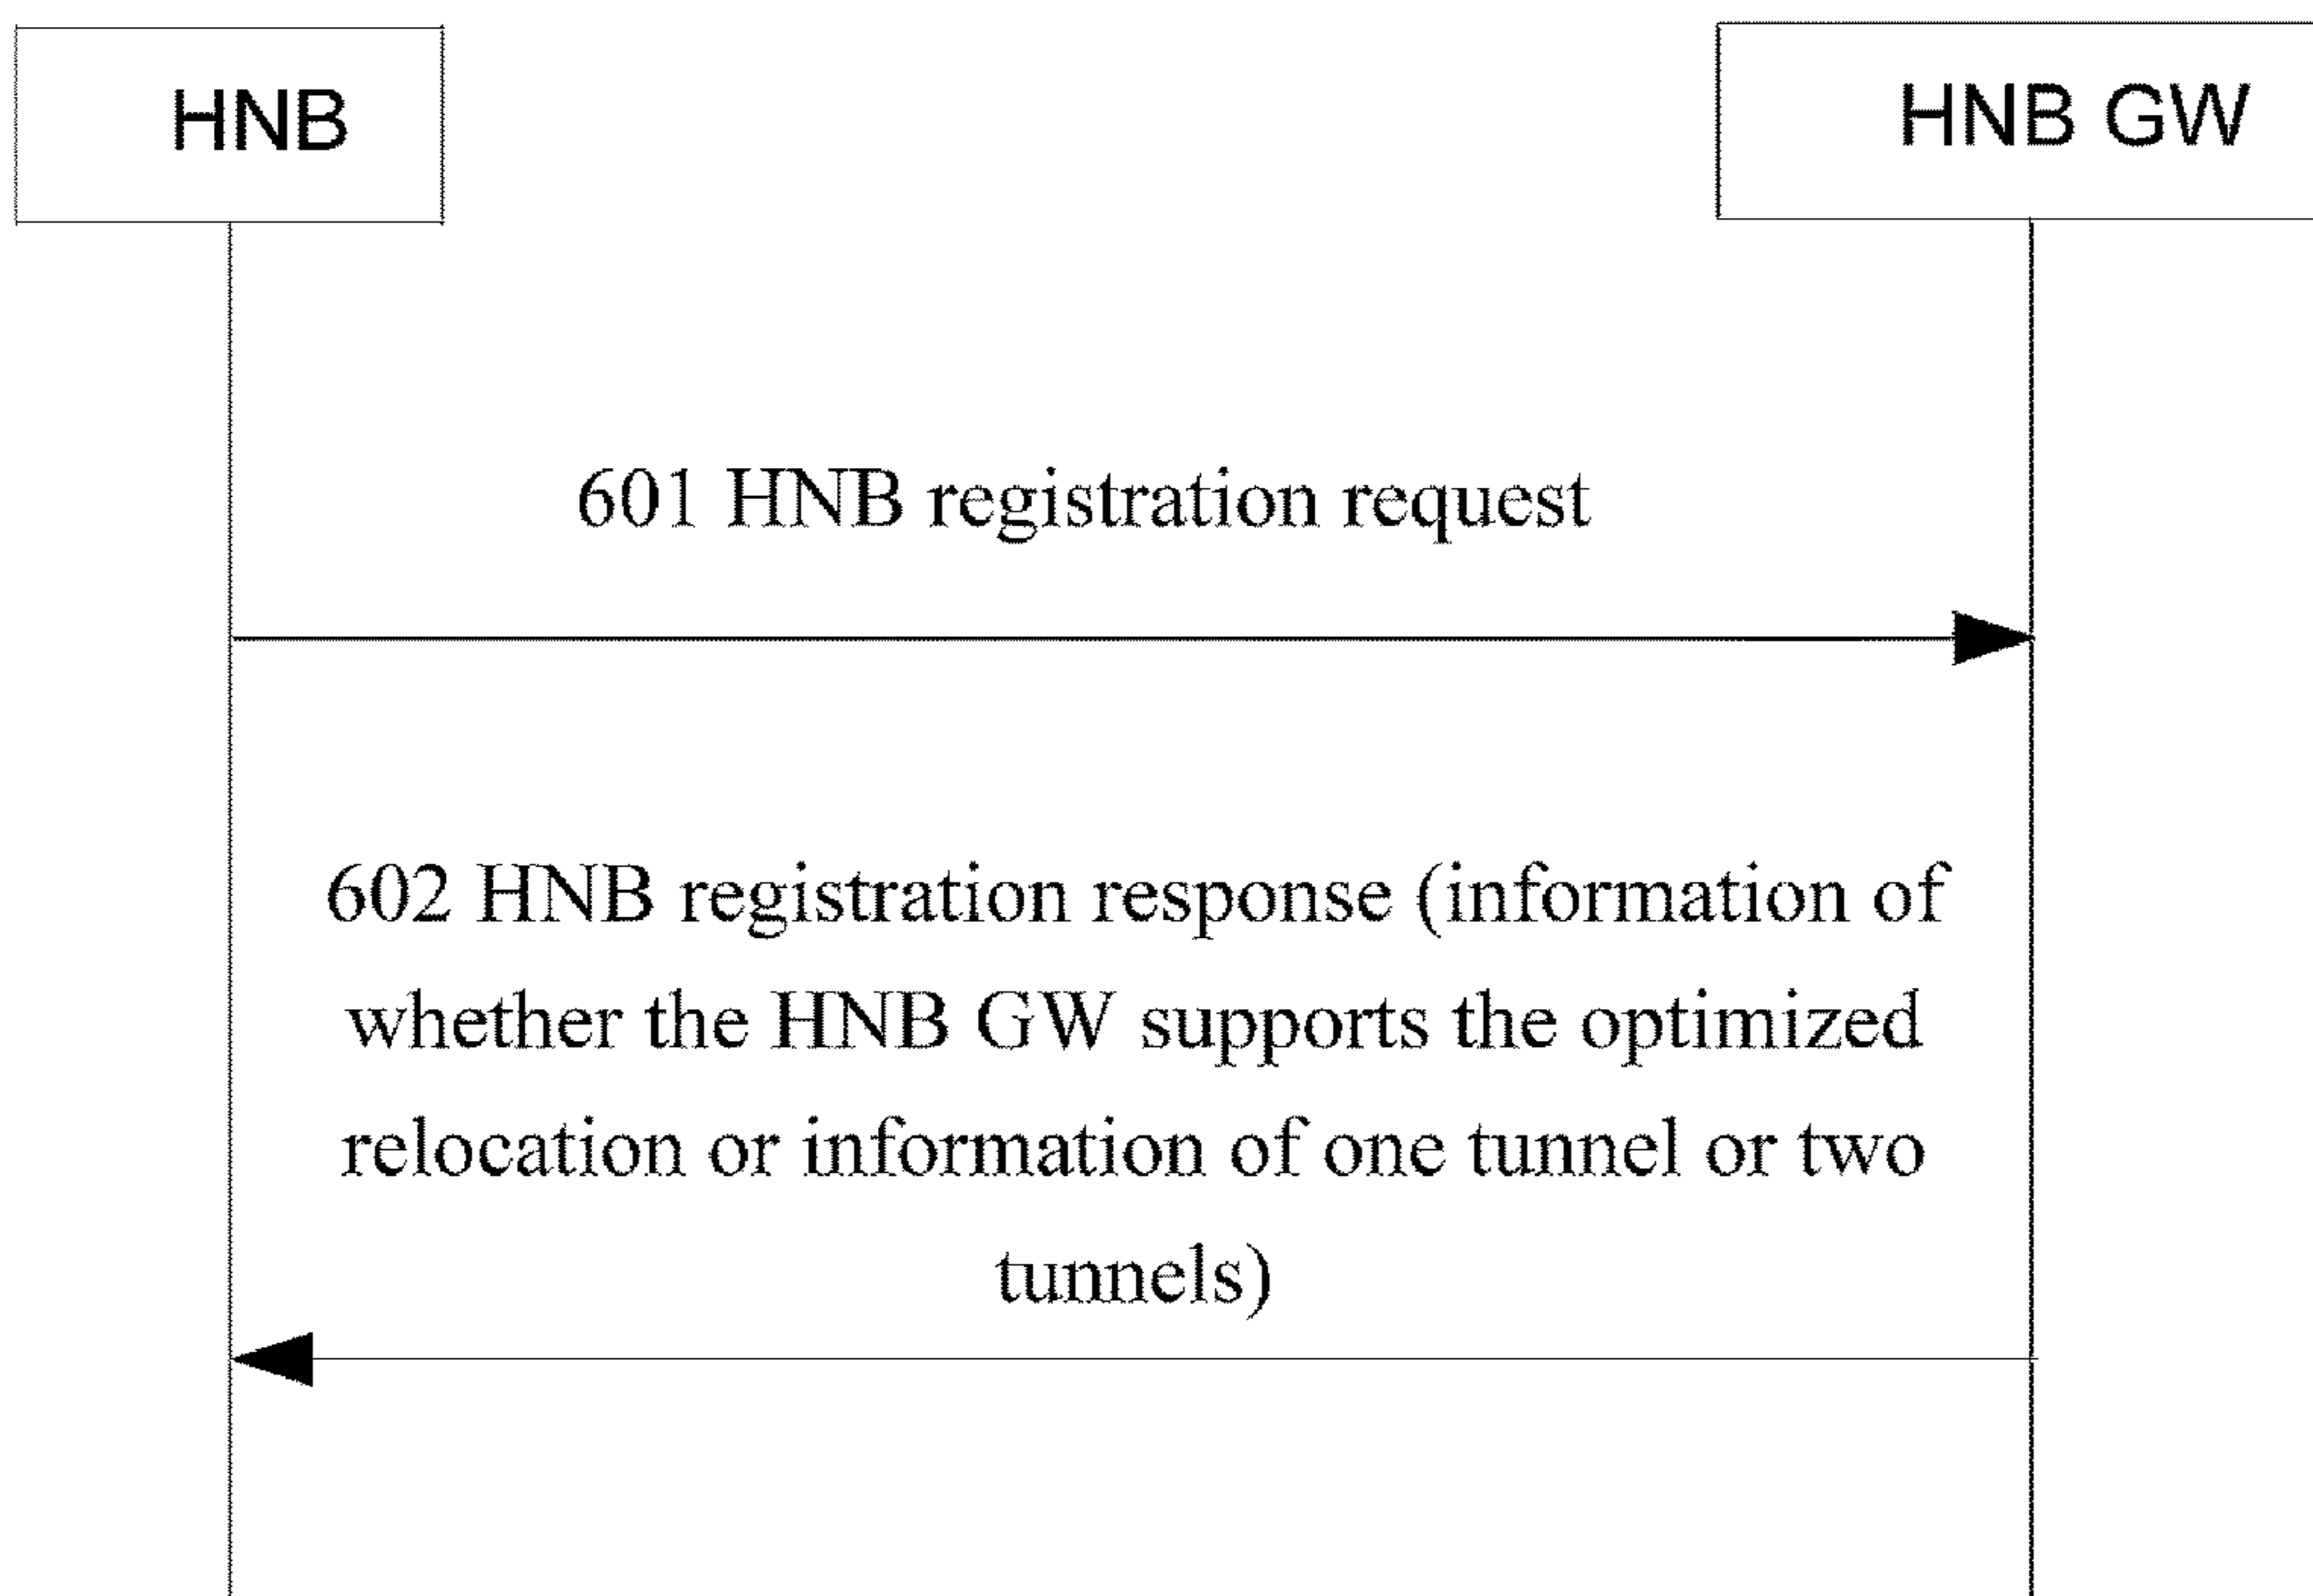 HNB
HNB GW
601 HNB registration request
602 HNB registration response (information of
whether the HNB GW supports the optimized
relocation or information of one tunnel or two
tunnels)